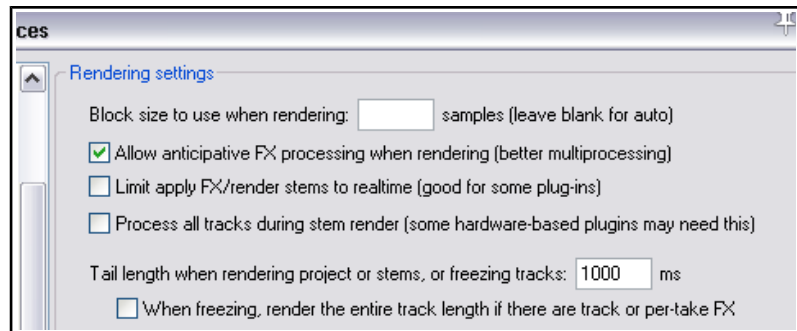 ces
Rendering settings
Block size to use when rendering: samples (leave blank for auto)
Allow anticipative FX processing when rendering (better multiprocessing)
Limit apply FX/render stems to realtime (good for some plug-ins)
Process all tracks during stem render (some hardware-based plugins may need this)
Tail length when rendering project or stems, or freezing tracks: 1000 ms
When freezing, render the entire track length if there are track or per-take FX